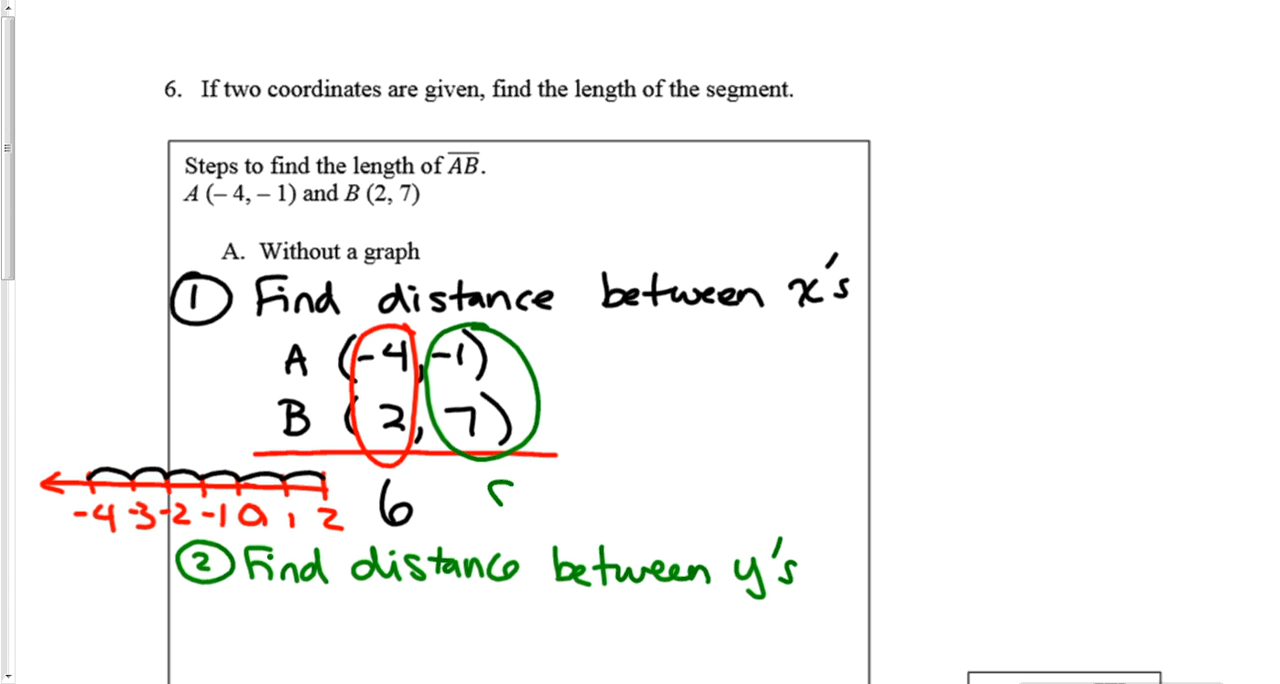 6. If two coordinates are given, find the length of the segment.
Steps to find the length of AB.
A (– 4, – 1) and B (2, 7)
A. Without a graph
① Find distance between x's
A (-4, -1)
B ( 2, 7)
-4 -3 -2 -1 0 1 2
6
② Find distance between y's